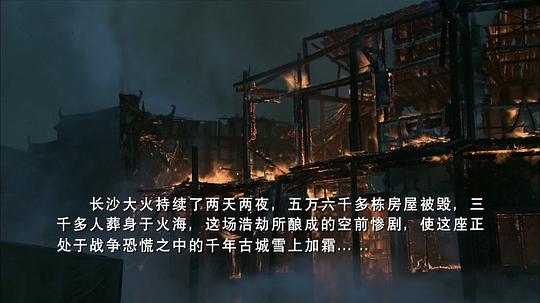 长沙大火持续了两天两夜，五万六千多栋房屋被毁，三
千多人葬身于火海，这场浩劫所酿成的空前惨剧，使这座正
处于战争恐慌之中的千年古城雪上加霜...